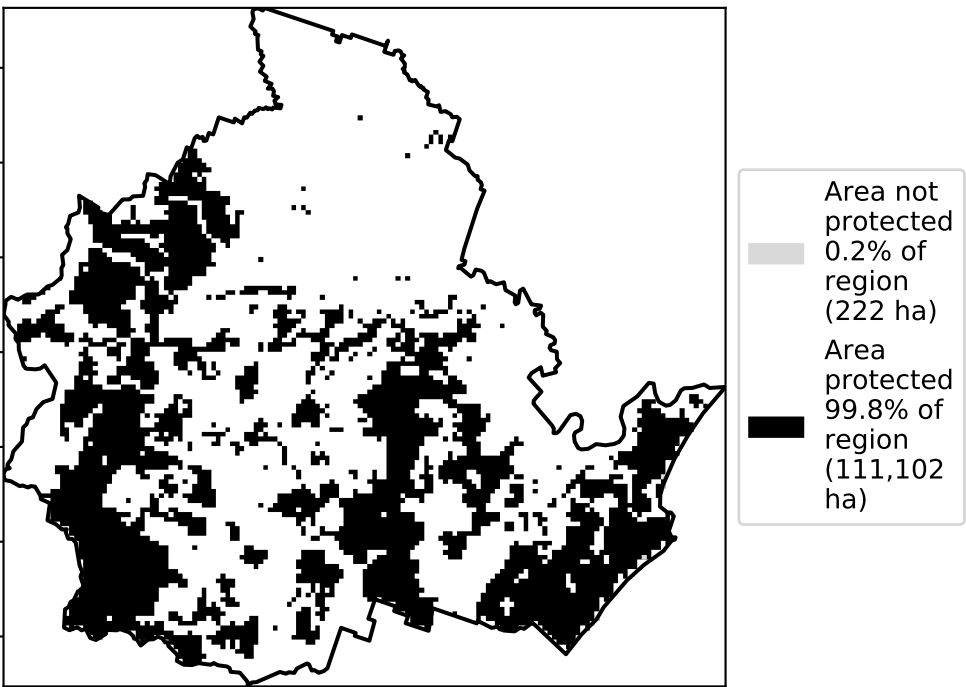 Area not
protected
0.2% of
region
(222 ha)
Area
protected
99.8% of
region
(111,102
ha)